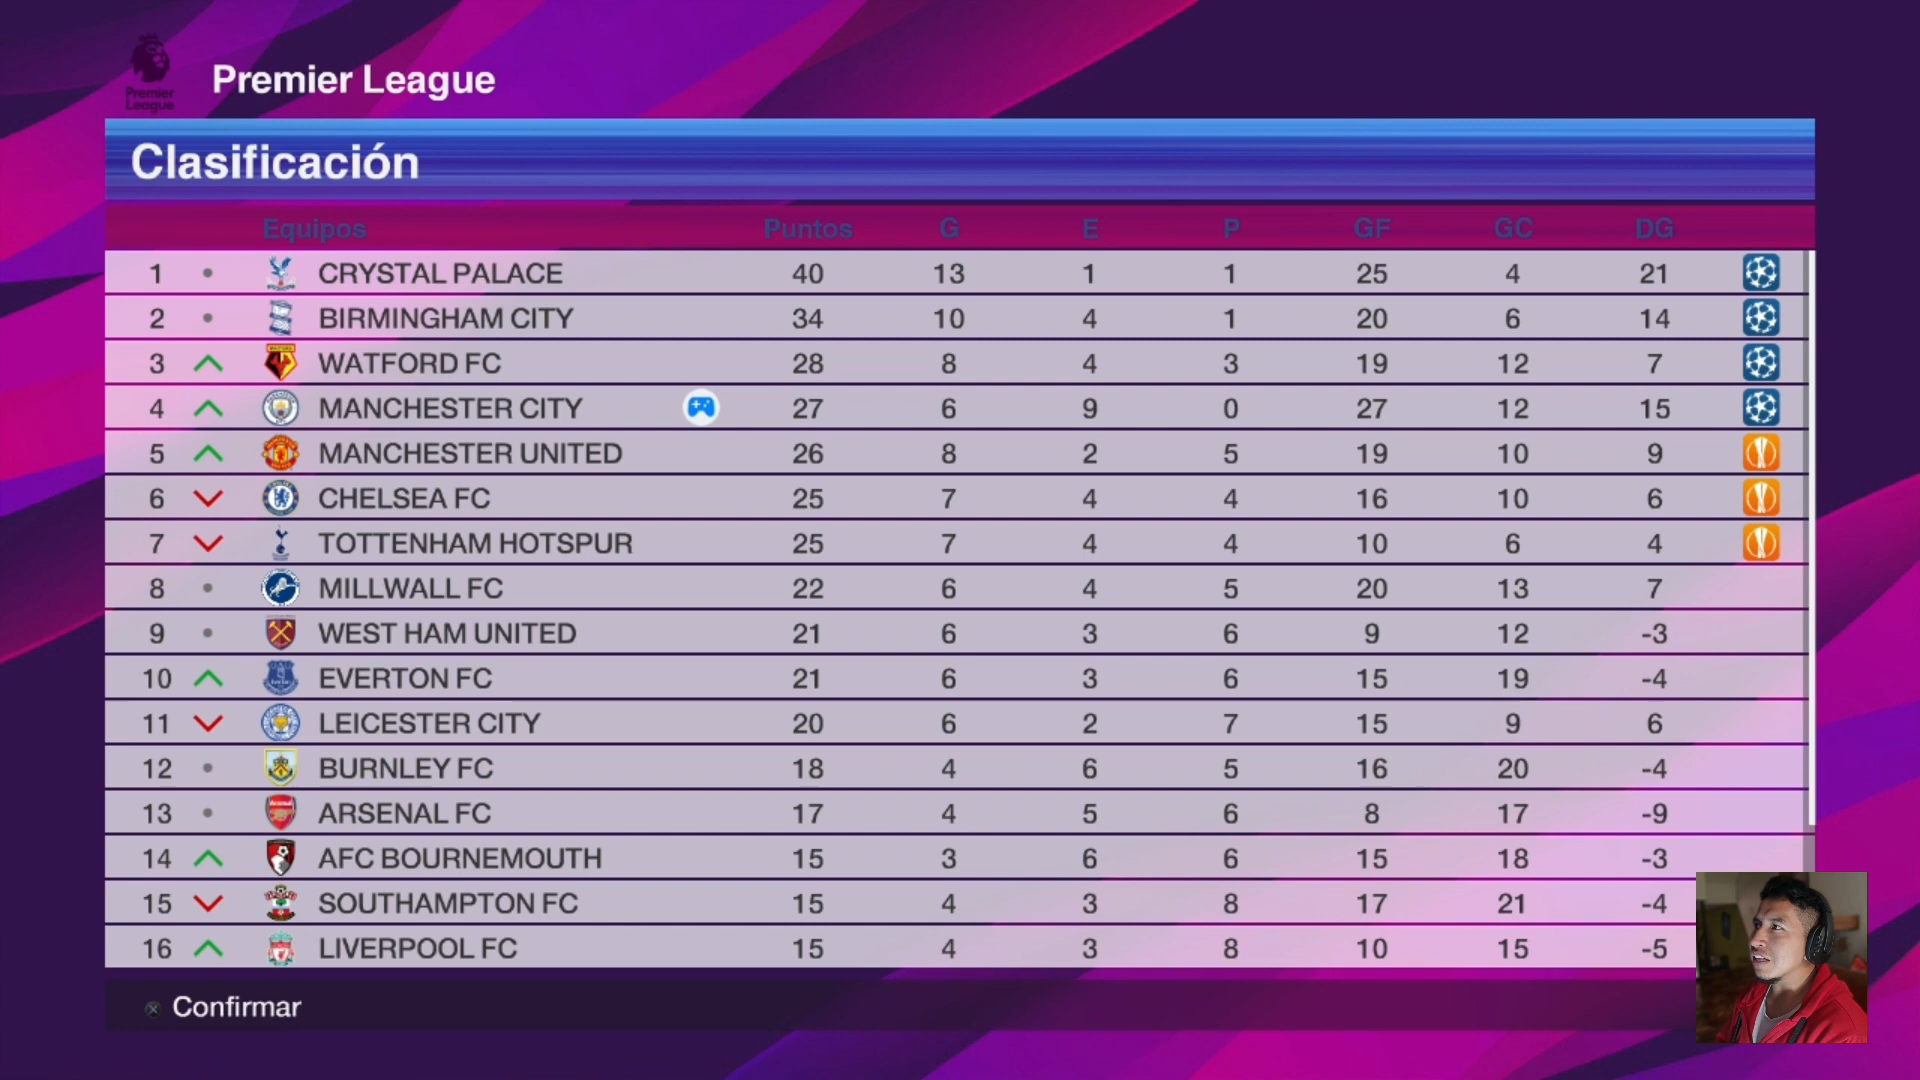 Premier League
Premier League
Clasificación
Equipos Puntos G E P GF GC DG
1 CRYSTAL PALACE 40 13 1 1 25 4 21
2 BIRMINGHAM CITY 34 10 4 1 20 6 14
3 WATFORD FC 28 8 4 3 19 12 7
4 MANCHESTER CITY 27 6 9 0 27 12 15
5 MANCHESTER UNITED 26 8 2 5 19 10 9
6 CHELSEA FC 25 7 4 4 16 10 6
7 TOTTENHAM HOTSPUR 25 7 4 4 10 6 4
8 MILLWALL FC 22 6 4 5 20 13 7
9 WEST HAM UNITED 21 6 3 6 9 12 -3
10 EVERTON FC 21 6 3 6 15 19 -4
11 LEICESTER CITY 20 6 2 7 15 9 6
12 BURNLEY FC 18 4 6 5 16 20 -4
13 ARSENAL FC 17 4 5 6 8 17 -9
14 AFC BOURNEMOUTH 15 3 6 6 15 18 -3
15 SOUTHAMPTON FC 15 4 3 8 17 21 -4
16 LIVERPOOL FC 15 4 3 8 10 15 -5
Confirmar